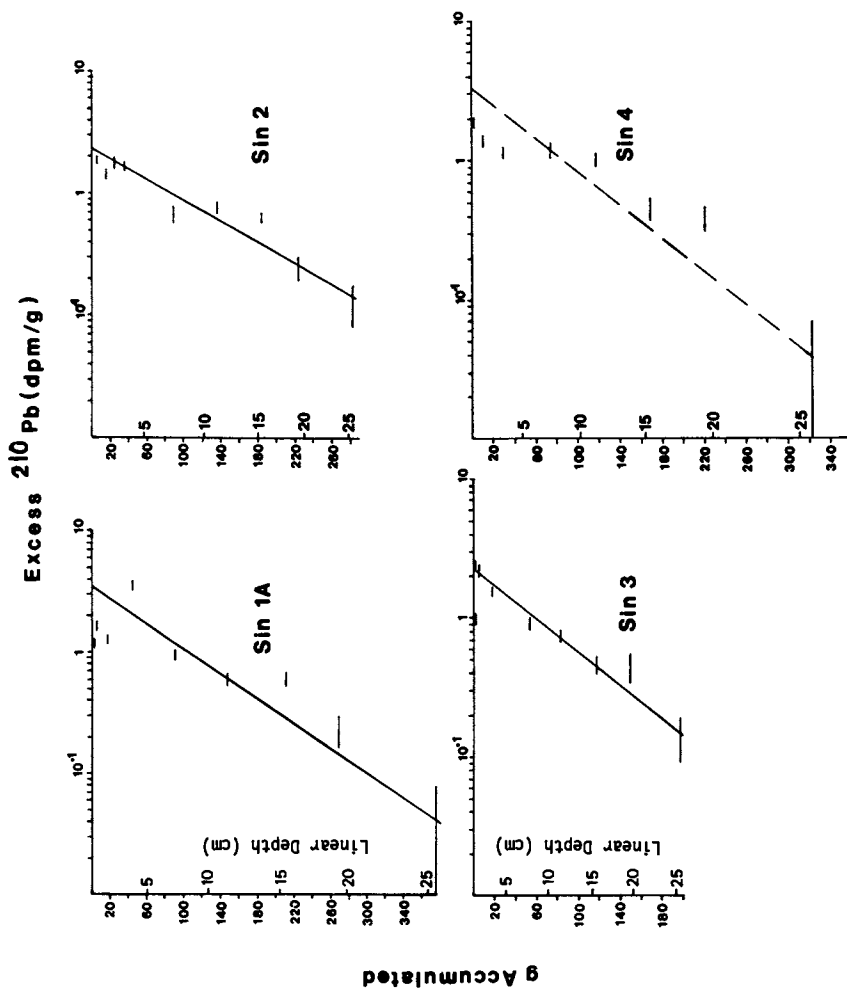 Excess 210 Pb (dpm/g)
10⁻¹ 1 10
Sin 1A
Linear Depth (cm)
5 10 15 20 25
20 60 100 140 180 220 260 300 340
10⁻¹ 1 10
Sin 2
5 10 15 20 25
20 60 100 140 180 220 260
10⁻¹ 1 10
Sin 3
Linear Depth (cm)
5 10 15 20 25
20 60 100 140 180
10⁻¹ 1 10
Sin 4
5 10 15 20 25
20 60 100 140 180 220 260 300 340
g Accumulated